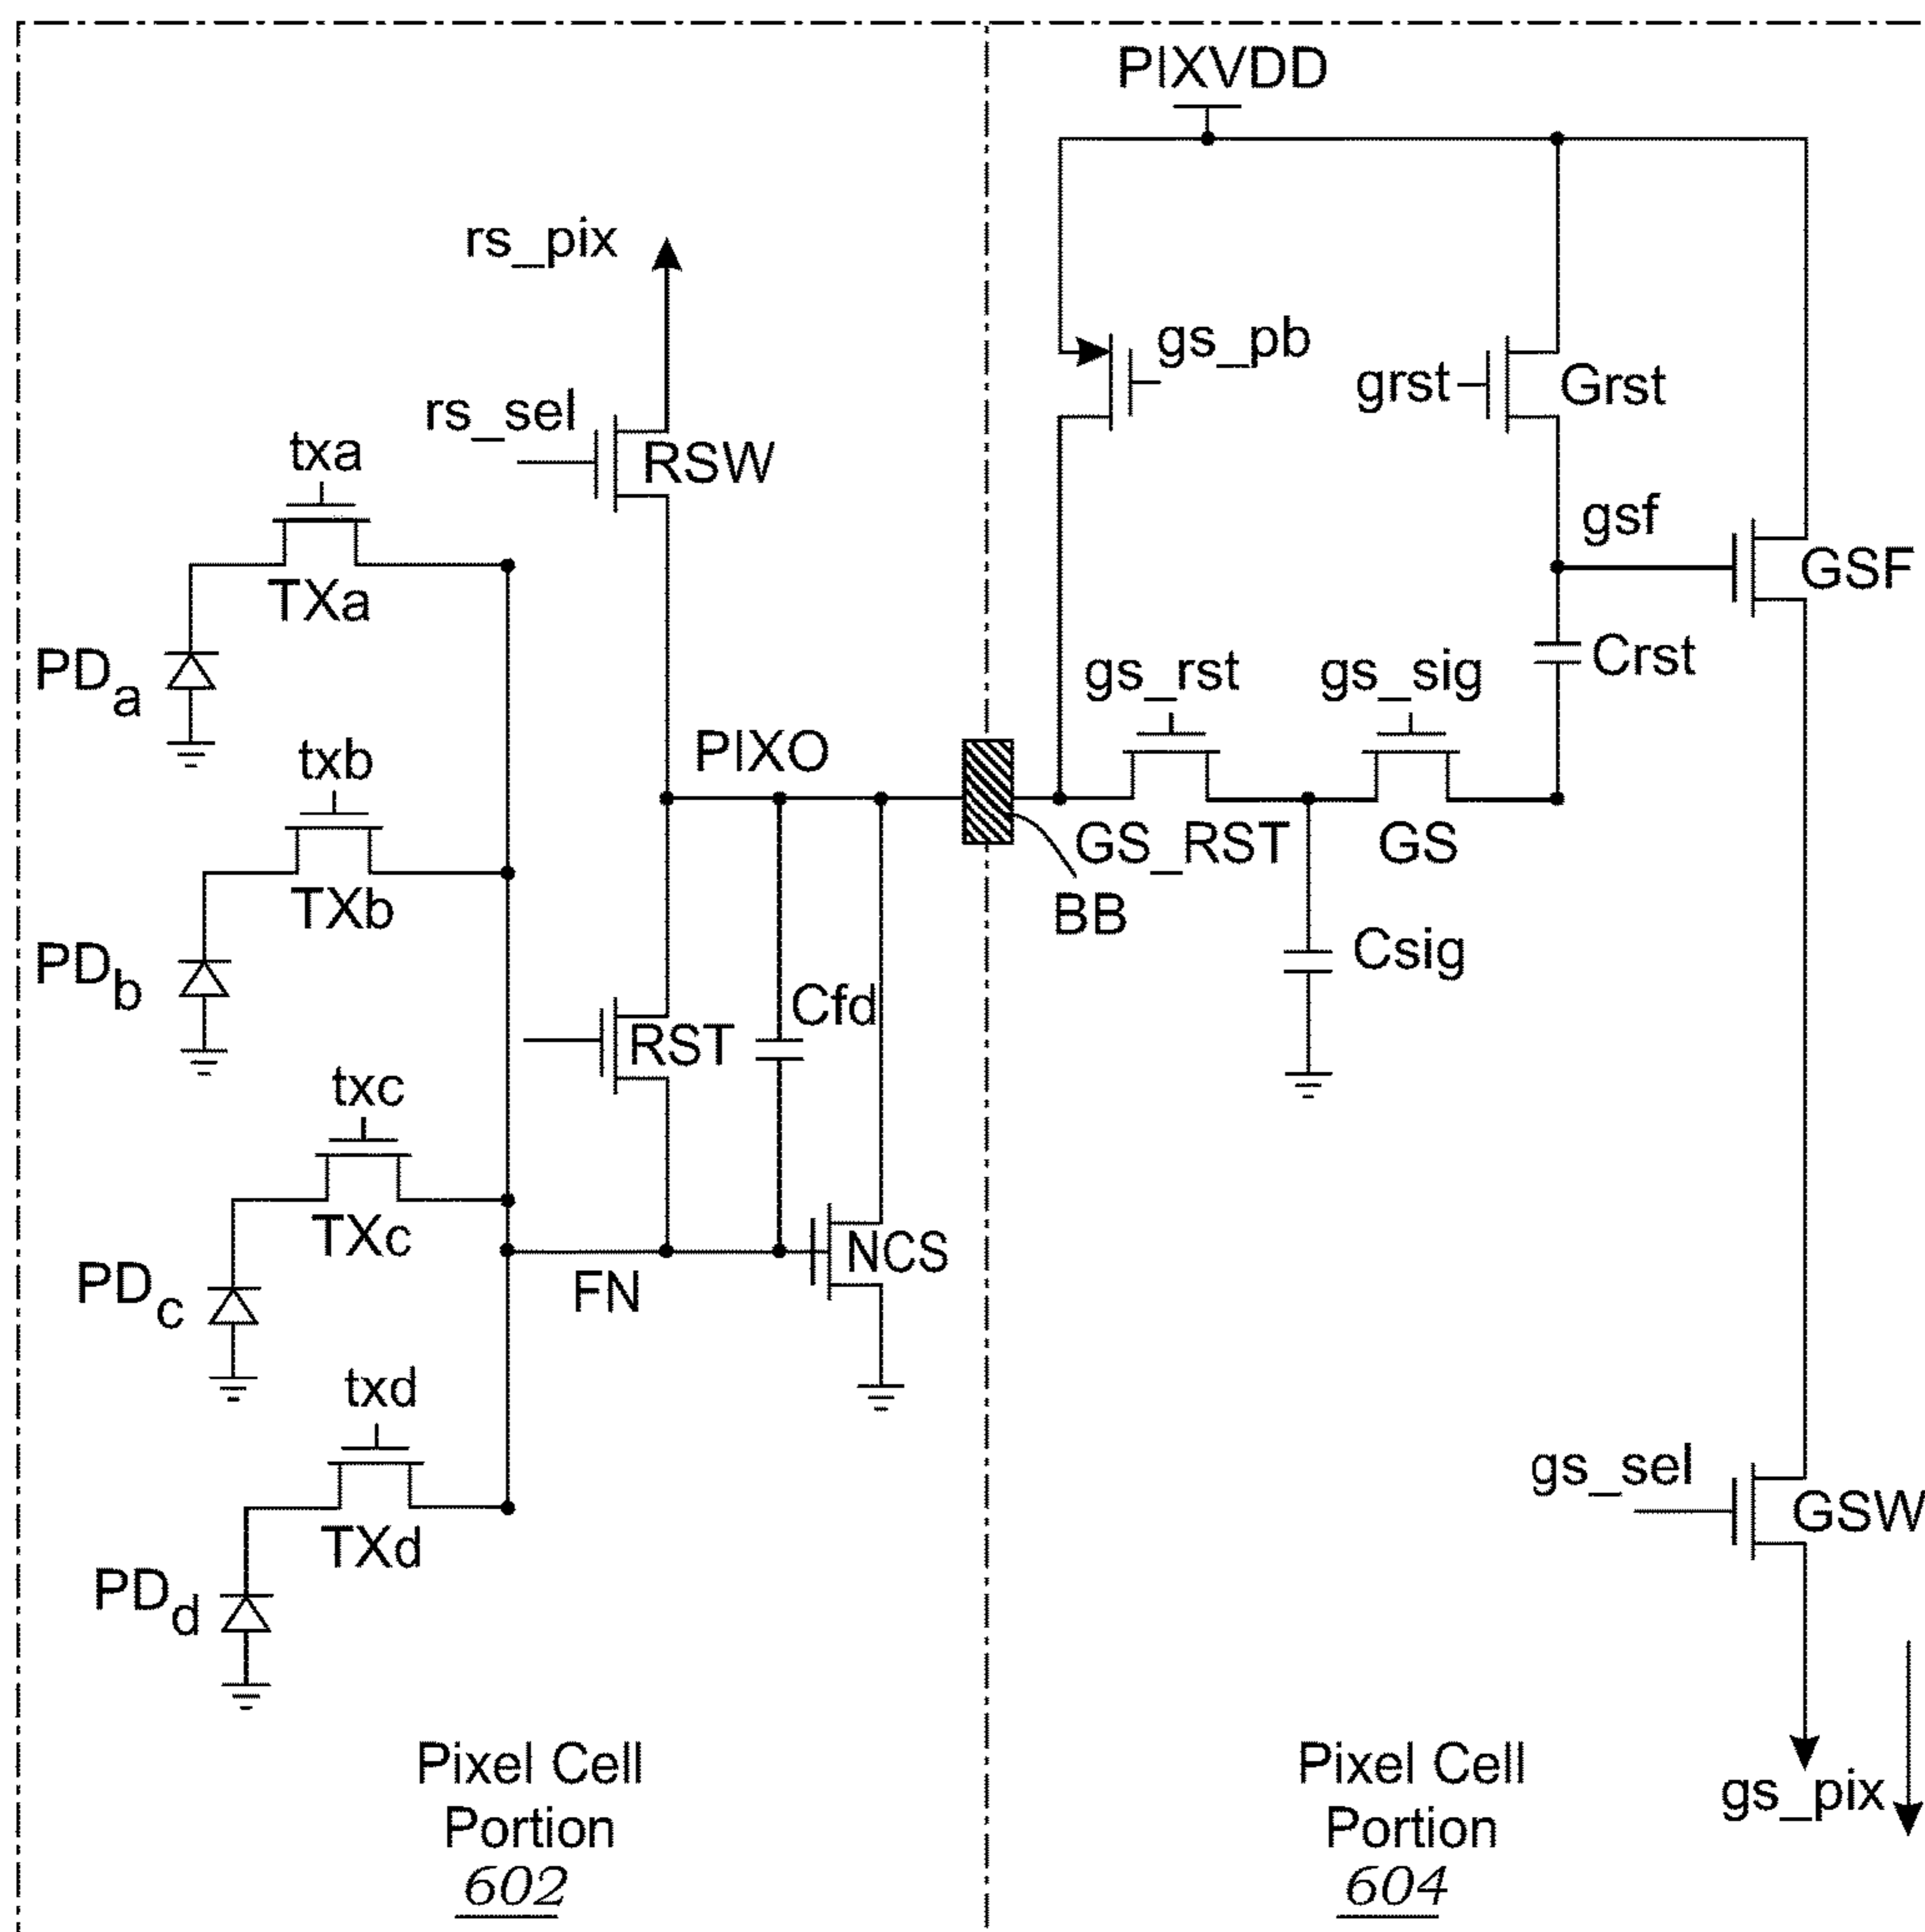 PIXVDD
rs_pix
gs_pb
rs_sel
grst
Grst
txa
RSW
gsf
TXa
GSF
PDa
gs_rst
gs_sig
Crst
txb
PIXO
GS_RST
GS
TXb
BB
PDb
Csig
Cfd
txc
RST
TXc
NCS
PDc
FN
txd
gs_sel
GSW
TXd
PDd
Pixel Cell
Portion
602
Pixel Cell
Portion
604
gs_pix